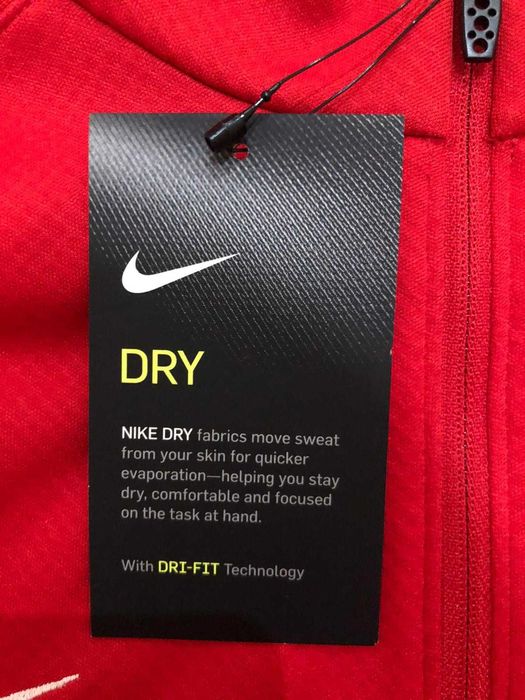 DRY
NIKE DRY fabrics move sweat
from your skin for quicker
evaporation—helping you stay
dry, comfortable and focused
on the task at hand.
With DRI-FIT Technology